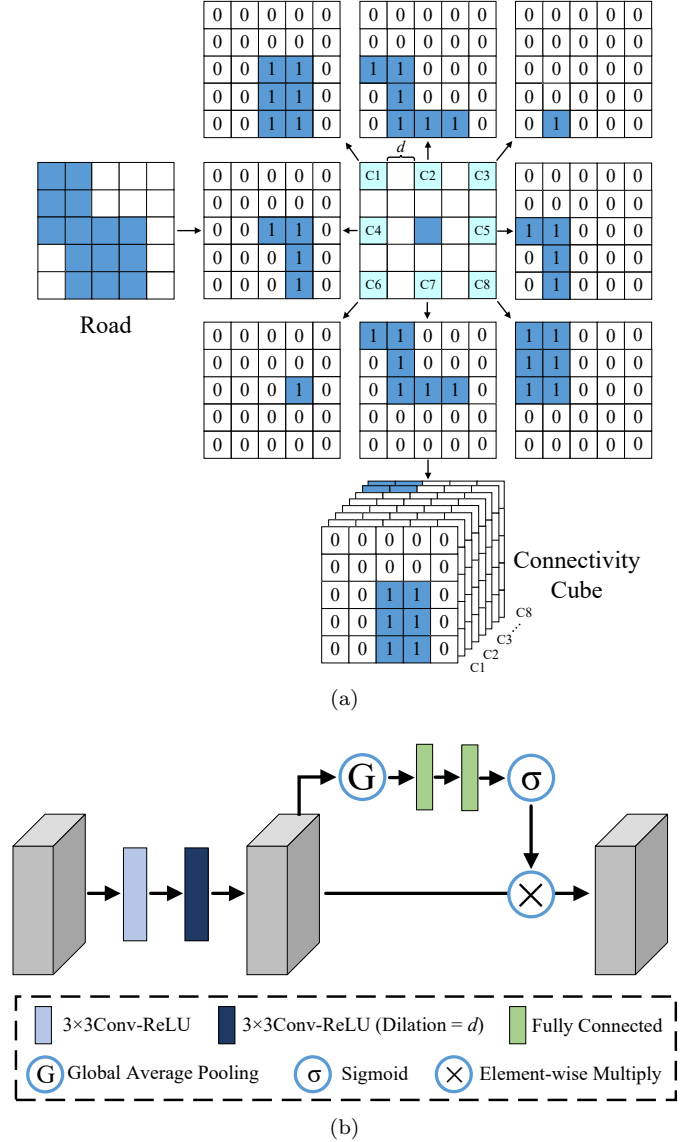 0 0 0 0 0 0 0 0 0 0 0 0 0 0 0
0 0 0 0 0 0 0 0 0 0 0 0 0 0 0
0 0 1 1 0 1 1 0 0 0 0 0 0 0 0
0 0 1 1 0 0 1 0 0 0 0 0 0 0 0
0 0 1 1 0 0 1 1 1 0 0 1 0 0 0
d
0 0 0 0 0 C1 C2 C3 0 0 0 0 0
0 0 0 0 0 0 0 0 0 0
0 0 1 1 0 C4 C5 1 1 0 0 0
0 0 0 1 0 0 1 0 0 0
0 0 0 1 0 C6 C7 C8 0 1 0 0 0
Road
0 0 0 0 0 1 1 0 0 0 1 1 0 0 0
0 0 0 0 0 0 1 0 0 0 1 1 0 0 0
0 0 0 1 0 0 1 1 1 0 1 1 0 0 0
0 0 0 0 0 0 0 0 0 0 0 0 0 0 0
0 0 0 0 0 0 0 0 0 0 0 0 0 0 0
0 0 0 0 0
0 0 0 0 0
0 0 1 1 0
0 0 1 1 0
0 0 1 1 0
Connectivity
Cube
C1
C2
C3
...
C8
(a)
G
σ
×
3×3Conv-ReLU
3×3Conv-ReLU (Dilation = d)
Fully Connected
G Global Average Pooling
σ Sigmoid
× Element-wise Multiply
(b)